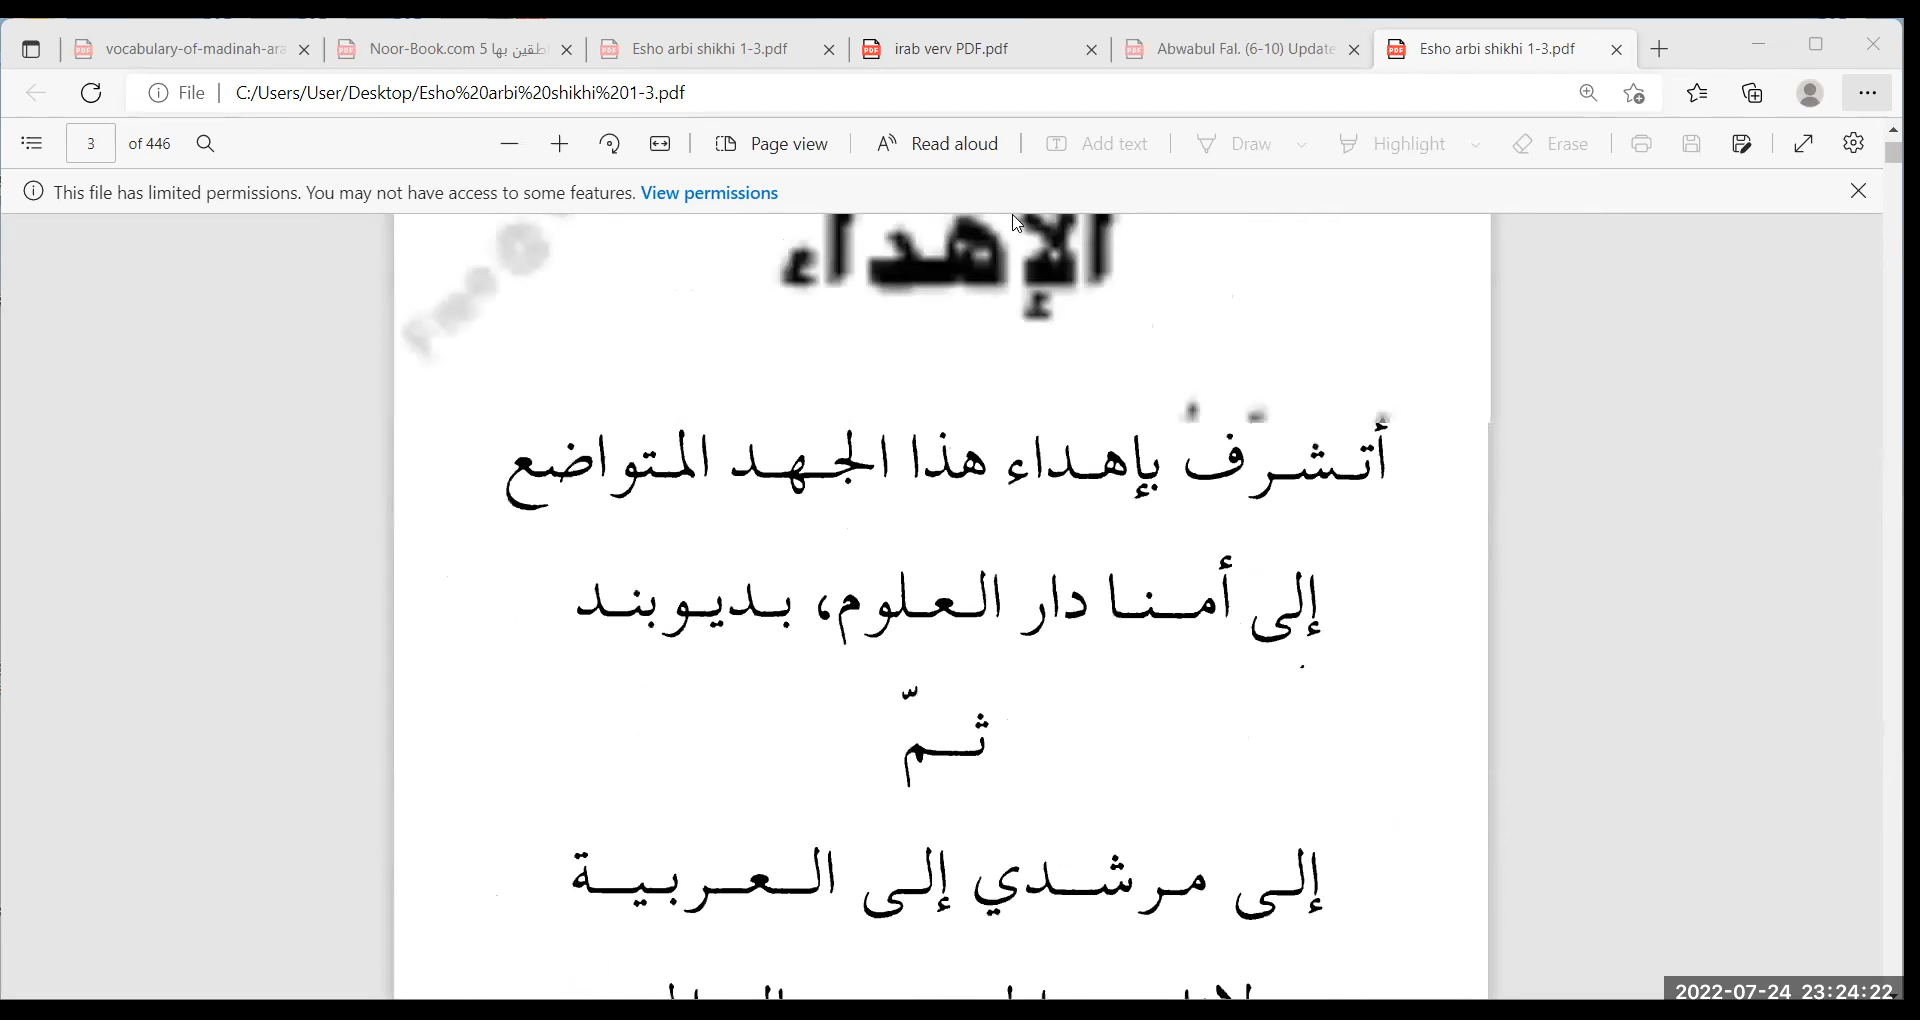 vocabulary-of-madinah-ara
Noor-Book.com 5 طقين بها
Esho arbi shikhi 1-3.pdf
irab verv PDF.pdf
Abwabul Fal. (6-10) Update
Esho arbi shikhi 1-3.pdf
File
C:/Users/User/Desktop/Esho%20arbi%20shikhi%201-3.pdf
3 of 446
Page view
Read aloud
Add text
Draw
Highlight
Erase
This file has limited permissions. You may not have access to some features. View permissions
الإهداء
أتشرّفُ بإهداء هذا الجهد المتواضع
إلى أمنا دار العلوم، بديوبند
ثمّ
إلى مرشدي إلى العربية
2022-07-24 23:24:22